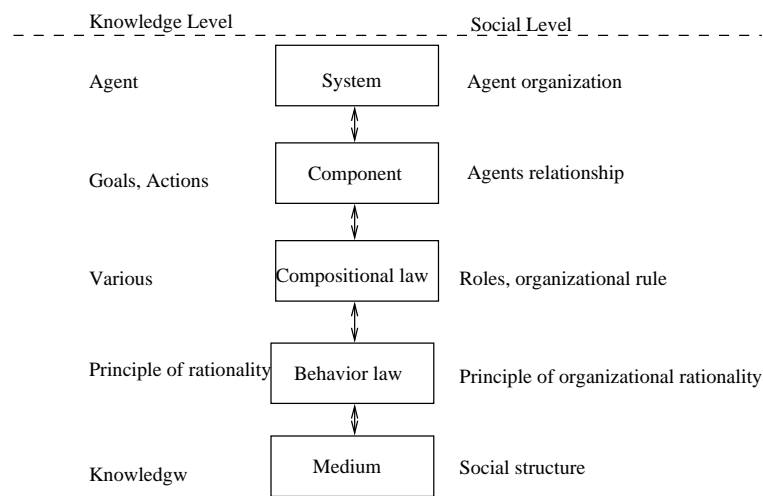 Knowledge Level Social Level
Agent System Agent organization
Goals, Actions Component Agents relationship
Various Compositional law Roles, organizational rule
Principle of rationality Behavior law Principle of organizational rationality
Knowledgw Medium Social structure